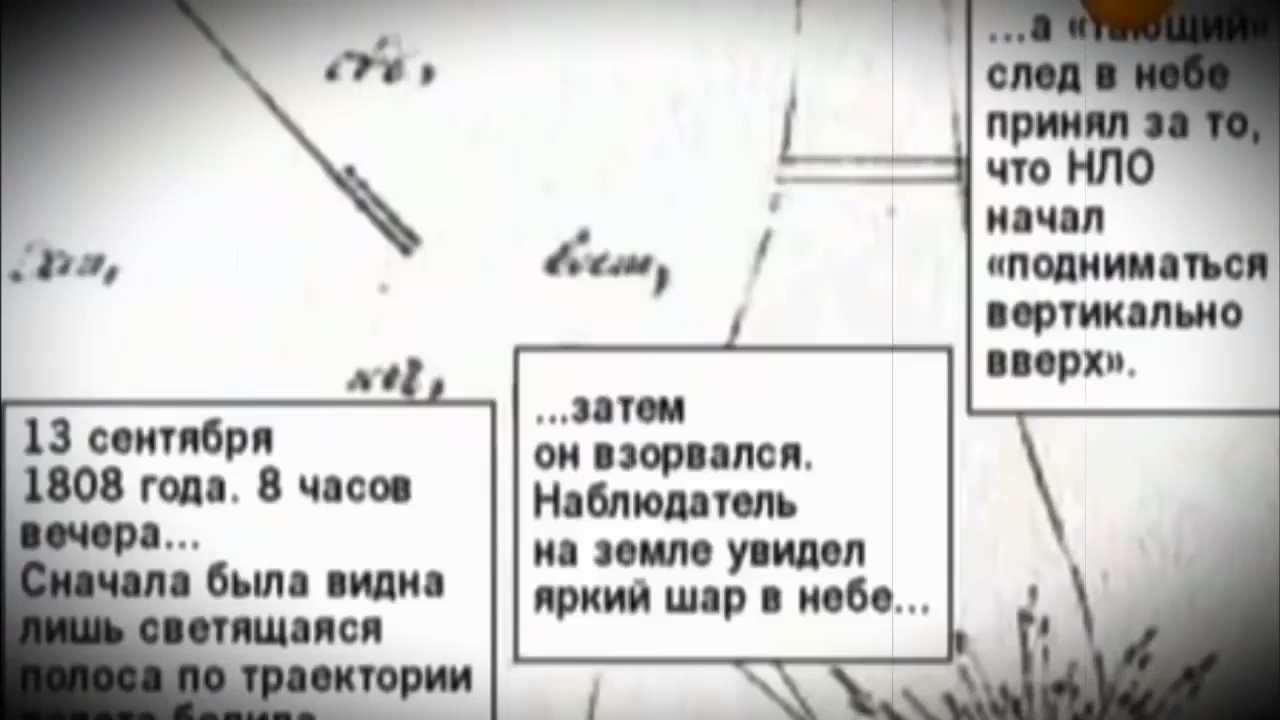 13 сентября
1808 года. 8 часов
вечера...
Сначала была видна
лишь светящаяся
полоса по траектории
...затем
он взорвался.
Наблюдатель
на земле увидел
яркий шар в небе...
...а «тающий»
след в небе
принял за то,
что НЛО
начал
«подниматься
вертикально
вверх».